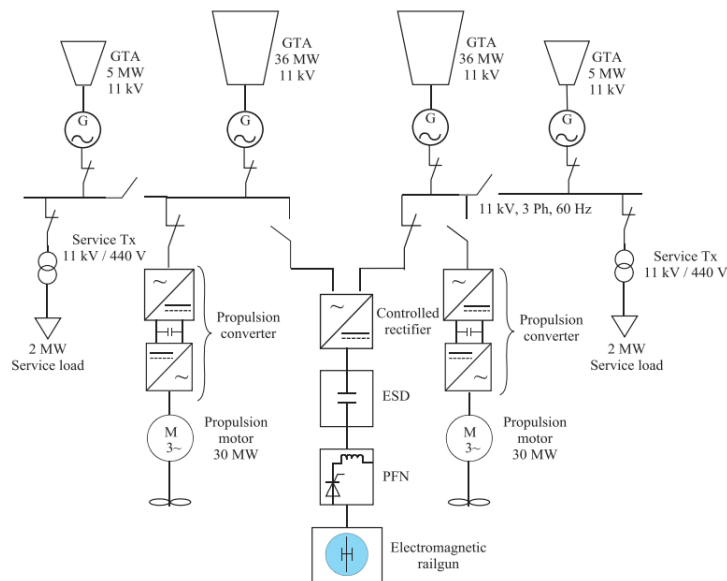 GTA
5 MW
11 kV
GTA
36 MW
11 kV
GTA
36 MW
11 kV
GTA
5 MW
11 kV
G
G
G
G
11 kV, 3 Ph, 60 Hz
Service Tx
11 kV / 440 V
2 MW
Service load
Propulsion
converter
Controlled
rectifier
Propulsion
converter
Service Tx
11 kV / 440 V
2 MW
Service load
ESD
M
3~
Propulsion
motor
30 MW
PFN
Propulsion
motor
30 MW
M
3~
Electromagnetic
railgun